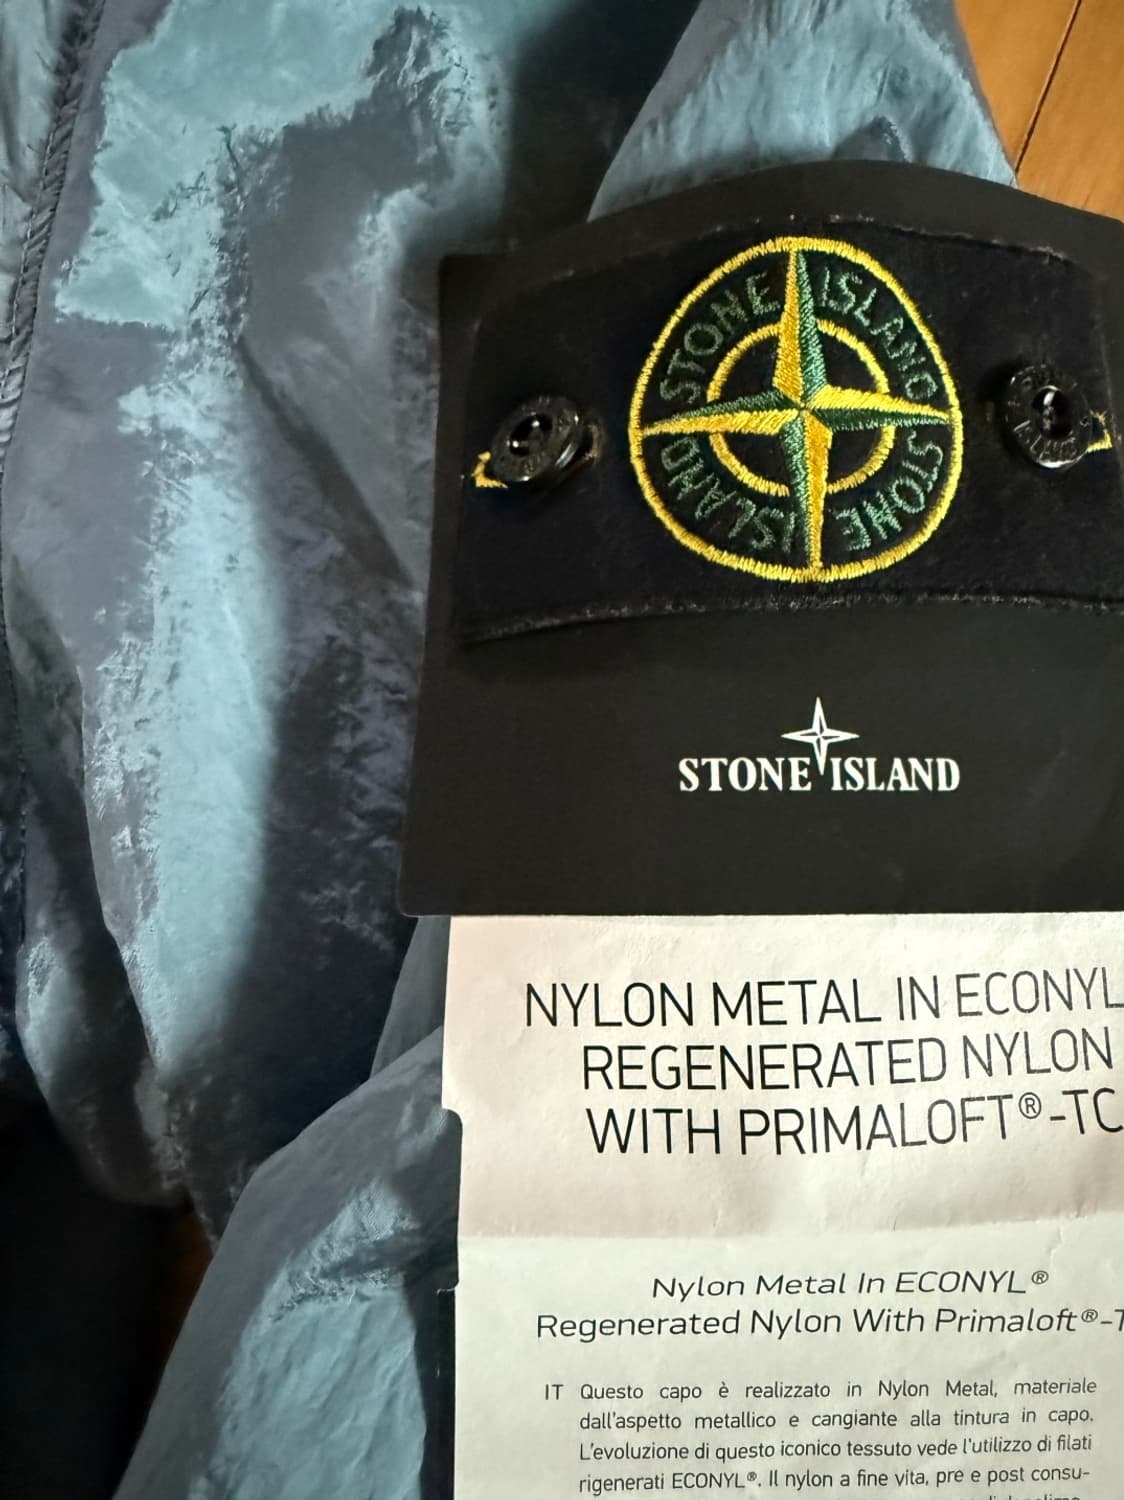 STONE ISLAND
STONE ISLAND
STONE ISLAND
NYLON METAL IN ECONYL
REGENERATED NYLON
WITH PRIMALOFT®-TC
Nylon Metal In ECONYL®
Regenerated Nylon With Primaloft®-T
IT Questo capo è realizzato in Nylon Metal, materiale
dall'aspetto metallico e cangiante alla tintura in capo.
L'evoluzione di questo iconico tessuto vede l'utilizzo di filati
rigenerati ECONYL®. Il nylon a fine vita, pre e post consu-